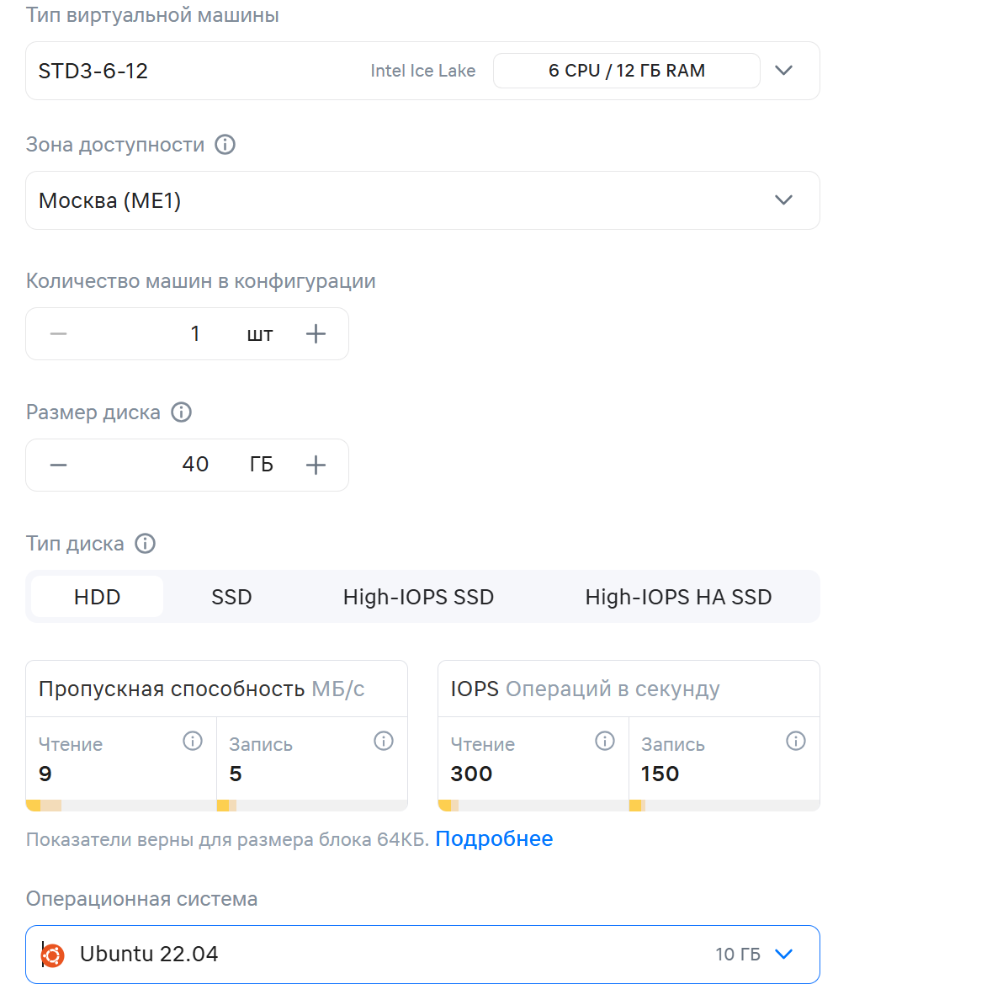 Тип виртуальной машины
STD3-6-12 Intel Ice Lake 6 CPU / 12 ГБ RAM
Зона доступности
Москва (ME1)
Количество машин в конфигурации
1 шт
Размер диска
40 ГБ
Тип диска
HDD SSD High-IOPS SSD High-IOPS HA SSD
Пропускная способность МБ/с
Чтение Запись
9 5
IOPS Операций в секунду
Чтение Запись
300 150
Показатели верны для размера блока 64КБ. Подробнее
Операционная система
Ubuntu 22.04 10 ГБ